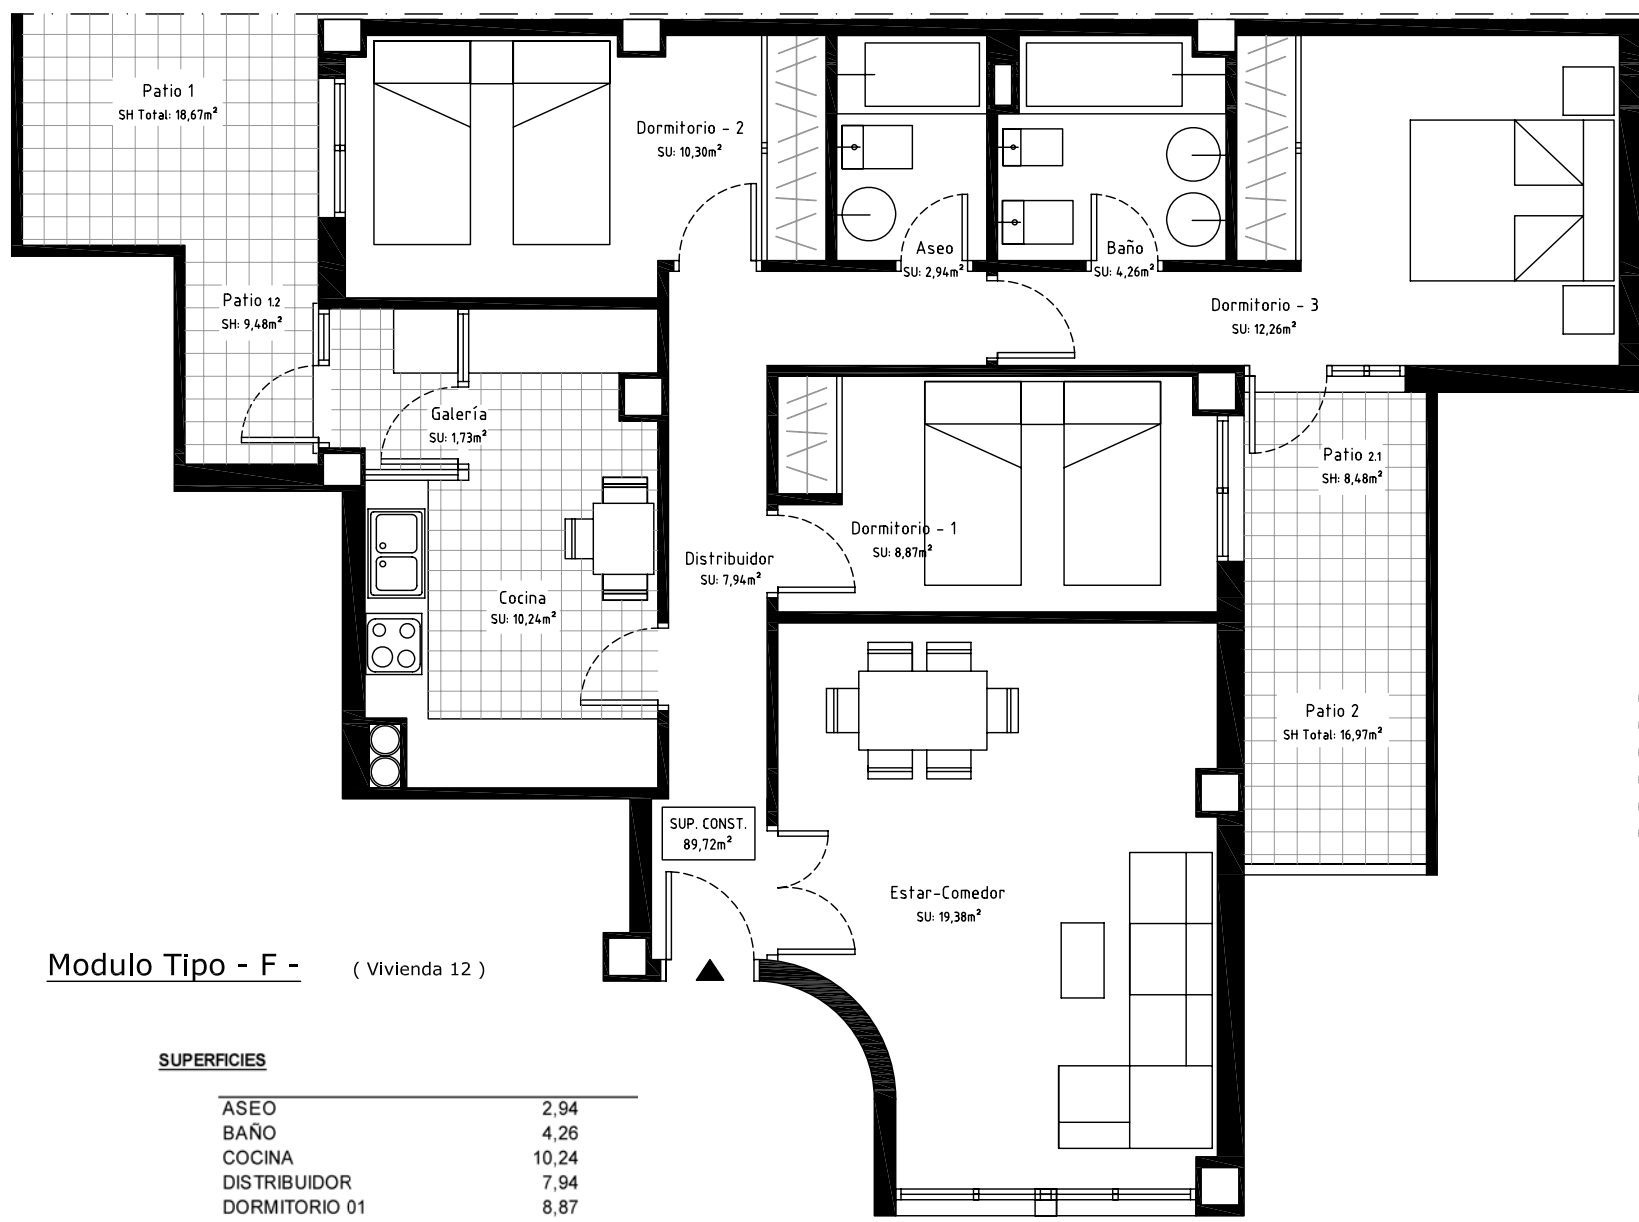 Patio 1
SH Total: 18,67m²
Dormitorio - 2
SU: 10,30m²
Aseo
SU: 2,94m²
Baño
SU: 4,26m²
Patio 1.2
SH: 9,48m²
Dormitorio - 3
SU: 12,26m²
Galería
SU: 1,73m²
Patio 2.1
SH: 8,48m²
Dormitorio - 1
SU: 8,87m²
Distribuidor
SU: 7,94m²
Cocina
SU: 10,24m²
Patio 2
SH Total: 16,97m²
SUP. CONST.
89,72m²
Estar-Comedor
SU: 19,38m²
Modulo Tipo - F - ( Vivienda 12 )
SUPERFICIES
ASEO 2,94
BAÑO 4,26
COCINA 10,24
DISTRIBUIDOR 7,94
DORMITORIO 01 8,87